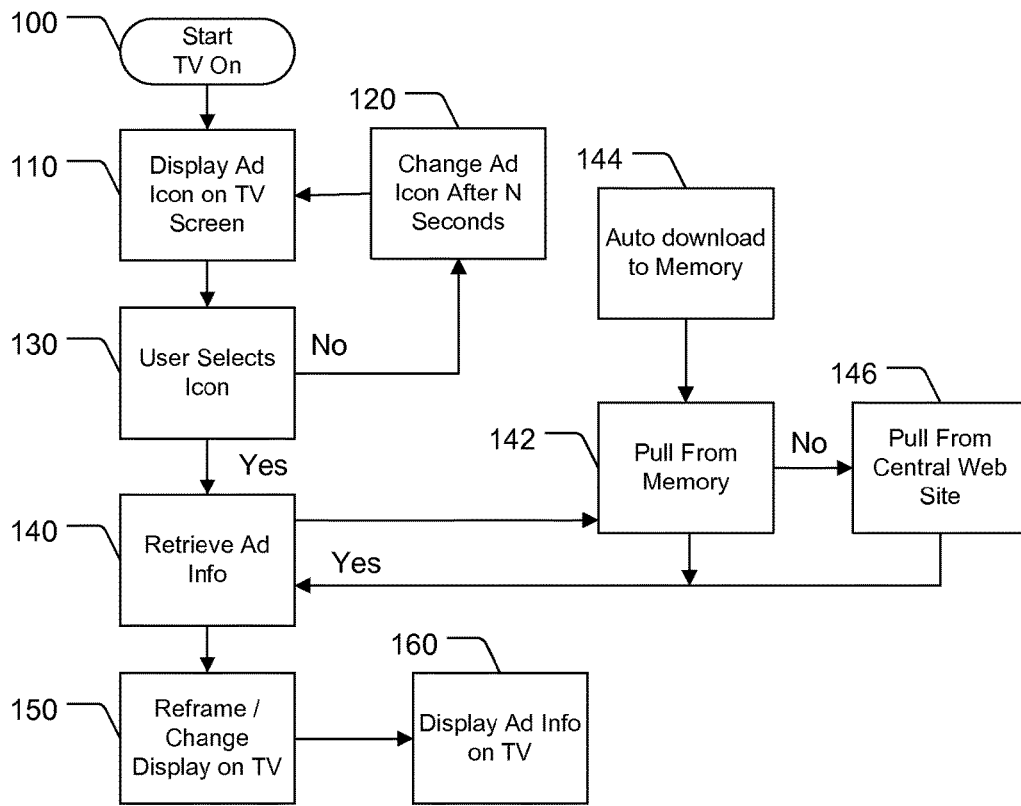 100
Start
TV On
120
110
Display Ad
Icon on TV
Screen
Change Ad
Icon After N
Seconds
144
Auto download
to Memory
130
User Selects
Icon
No
146
142
Pull From
Memory
No
Pull From
Central Web
Site
Yes
140
Retrieve Ad
Info
Yes
160
150
Reframe /
Change
Display on TV
Display Ad Info
on TV